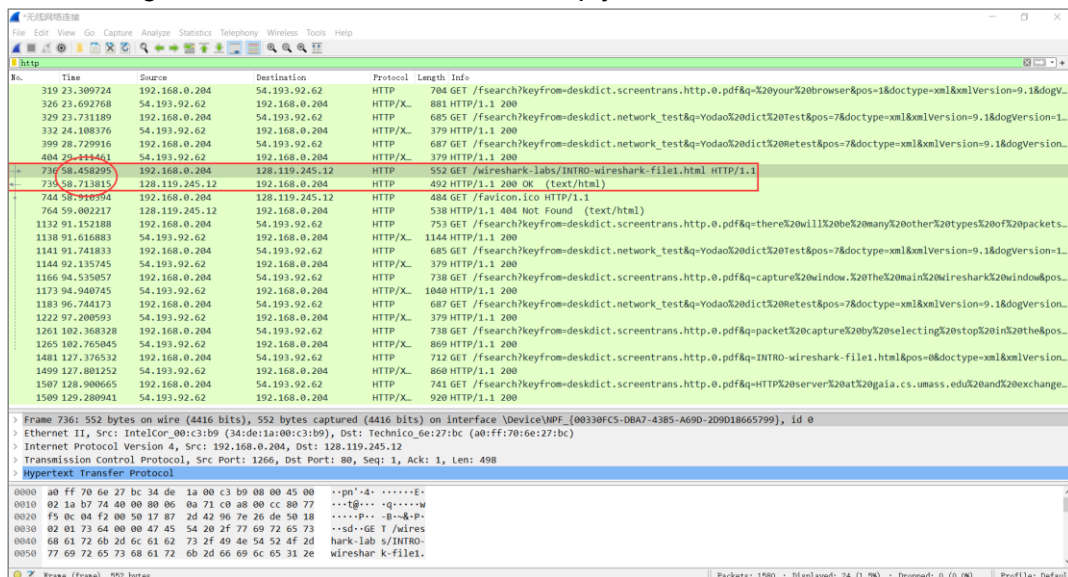 *无线网络连接
File Edit View Go Capture Analyze Statistics Telephony Wireless Tools Help
http
No. Time Source Destination Protocol Length Info
319 23.309724 192.168.0.204 54.193.92.62 HTTP 704 GET /fsearch?keyfrom=deskdict.screentrans.http.0.pdf&q=%20your%20browser&pos=1&doctype=xml&xmlVersion=9.1&dogV…
326 23.692768 54.193.92.62 192.168.0.204 HTTP/X… 881 HTTP/1.1 200
329 23.731189 192.168.0.204 54.193.92.62 HTTP 685 GET /fsearch?keyfrom=deskdict.network_test&q=Yodao%20dict%20Test&pos=7&doctype=xml&xmlVersion=9.1&dogVersion=1…
332 24.108376 54.193.92.62 192.168.0.204 HTTP/X… 379 HTTP/1.1 200
399 28.729916 192.168.0.204 54.193.92.62 HTTP 687 GET /fsearch?keyfrom=deskdict.network_test&q=Yodao%20dict%20Retest&pos=7&doctype=xml&xmlVersion=9.1&dogVersion…
404 29.111461 54.193.92.62 192.168.0.204 HTTP/X… 379 HTTP/1.1 200
736 58.458295 192.168.0.204 128.119.245.12 HTTP 552 GET /wireshark-labs/INTRO-wireshark-file1.html HTTP/1.1
739 58.713815 128.119.245.12 192.168.0.204 HTTP 492 HTTP/1.1 200 OK (text/html)
744 58.910394 192.168.0.204 128.119.245.12 HTTP 484 GET /favicon.ico HTTP/1.1
764 59.002217 128.119.245.12 192.168.0.204 HTTP 538 HTTP/1.1 404 Not Found (text/html)
1132 91.152188 192.168.0.204 54.193.92.62 HTTP 753 GET /fsearch?keyfrom=deskdict.screentrans.http.0.pdf&q=there%20will%20be%20many%20other%20types%20of%20packets…
1138 91.616883 54.193.92.62 192.168.0.204 HTTP/X… 1144 HTTP/1.1 200
1141 91.741833 192.168.0.204 54.193.92.62 HTTP 685 GET /fsearch?keyfrom=deskdict.network_test&q=Yodao%20dict%20Test&pos=7&doctype=xml&xmlVersion=9.1&dogVersion=1…
1144 92.135745 54.193.92.62 192.168.0.204 HTTP/X… 379 HTTP/1.1 200
1166 94.535057 192.168.0.204 54.193.92.62 HTTP 738 GET /fsearch?keyfrom=deskdict.screentrans.http.0.pdf&q=capture%20window.%20The%20main%20Wireshark%20window&pos…
1173 94.940745 54.193.92.62 192.168.0.204 HTTP/X… 1040 HTTP/1.1 200
1183 96.744173 192.168.0.204 54.193.92.62 HTTP 687 GET /fsearch?keyfrom=deskdict.network_test&q=Yodao%20dict%20Retest&pos=7&doctype=xml&xmlVersion=9.1&dogVersion…
1222 97.200593 54.193.92.62 192.168.0.204 HTTP/X… 379 HTTP/1.1 200
1261 102.368328 192.168.0.204 54.193.92.62 HTTP 738 GET /fsearch?keyfrom=deskdict.screentrans.http.0.pdf&q=packet%20capture%20by%20selecting%20stop%20in%20the&pos…
1265 102.765045 54.193.92.62 192.168.0.204 HTTP/X… 869 HTTP/1.1 200
1481 127.376532 192.168.0.204 54.193.92.62 HTTP 712 GET /fsearch?keyfrom=deskdict.screentrans.http.0.pdf&q=INTRO-wireshark-file1.html&pos=0&doctype=xml&xmlVersion…
1499 127.801252 54.193.92.62 192.168.0.204 HTTP/X… 860 HTTP/1.1 200
1507 128.900665 192.168.0.204 54.193.92.62 HTTP 741 GET /fsearch?keyfrom=deskdict.screentrans.http.0.pdf&q=HTTP%20server%20at%20gaia.cs.umass.edu%20and%20exchange…
1509 129.280941 54.193.92.62 192.168.0.204 HTTP/X… 920 HTTP/1.1 200
Frame 736: 552 bytes on wire (4416 bits), 552 bytes captured (4416 bits) on interface \Device\NPF_{00330FC5-DBA7-43B5-A69D-2D9D18665799}, id 0
Ethernet II, Src: IntelCor_00:c3:b9 (34:de:1a:00:c3:b9), Dst: Technico_6e:27:bc (a0:ff:70:6e:27:bc)
Internet Protocol Version 4, Src: 192.168.0.204, Dst: 128.119.245.12
Transmission Control Protocol, Src Port: 1266, Dst Port: 80, Seq: 1, Ack: 1, Len: 498
Hypertext Transfer Protocol
0000 a0 ff 70 6e 27 bc 34 de 1a 00 c3 b9 08 00 45 00 ··pn'·4· ······E·
0010 02 1a b7 74 40 00 80 06 0a 71 c0 a8 00 cc 80 77 ···t@··· ·q·····w
0020 f5 0c 04 f2 00 50 17 87 2d 42 96 7e 26 de 50 18 ·····P·· -B·~&·P·
0030 02 01 73 64 00 00 47 45 54 20 2f 77 69 72 65 73 ··sd··GE T /wires
0040 68 61 72 6b 2d 6c 61 62 73 2f 49 4e 54 52 4f 2d hark-lab s/INTRO-
0050 77 69 72 65 73 68 61 72 6b 2d 66 69 6c 65 31 2e wireshar k-file1.
Frame (frame), 552 bytes Packets: 1580 · Displayed: 24 (1.5%) · Dropped: 0 (0.0%) Profile: Defaul